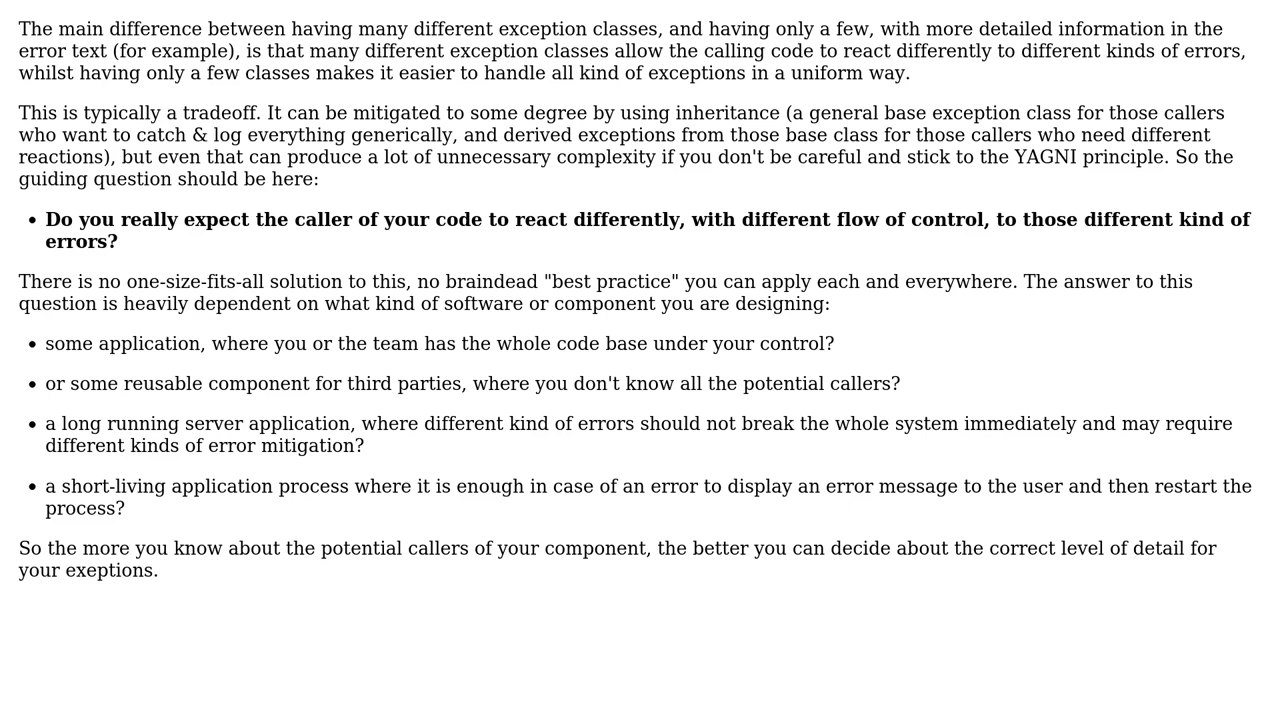 The main difference between having many different exception classes, and having only a few, with more detailed information in the
error text (for example), is that many different exception classes allow the calling code to react differently to different kinds of errors,
whilst having only a few classes makes it easier to handle all kind of exceptions in a uniform way.
This is typically a tradeoff. It can be mitigated to some degree by using inheritance (a general base exception class for those callers
who want to catch & log everything generically, and derived exceptions from those base class for those callers who need different
reactions), but even that can produce a lot of unnecessary complexity if you don't be careful and stick to the YAGNI principle. So the
guiding question should be here:
• Do you really expect the caller of your code to react differently, with different flow of control, to those different kind of
errors?
There is no one-size-fits-all solution to this, no braindead "best practice" you can apply each and everywhere. The answer to this
question is heavily dependent on what kind of software or component you are designing:
• some application, where you or the team has the whole code base under your control?
• or some reusable component for third parties, where you don't know all the potential callers?
• a long running server application, where different kind of errors should not break the whole system immediately and may require
different kinds of error mitigation?
• a short-living application process where it is enough in case of an error to display an error message to the user and then restart the
process?
So the more you know about the potential callers of your component, the better you can decide about the correct level of detail for
your exeptions.